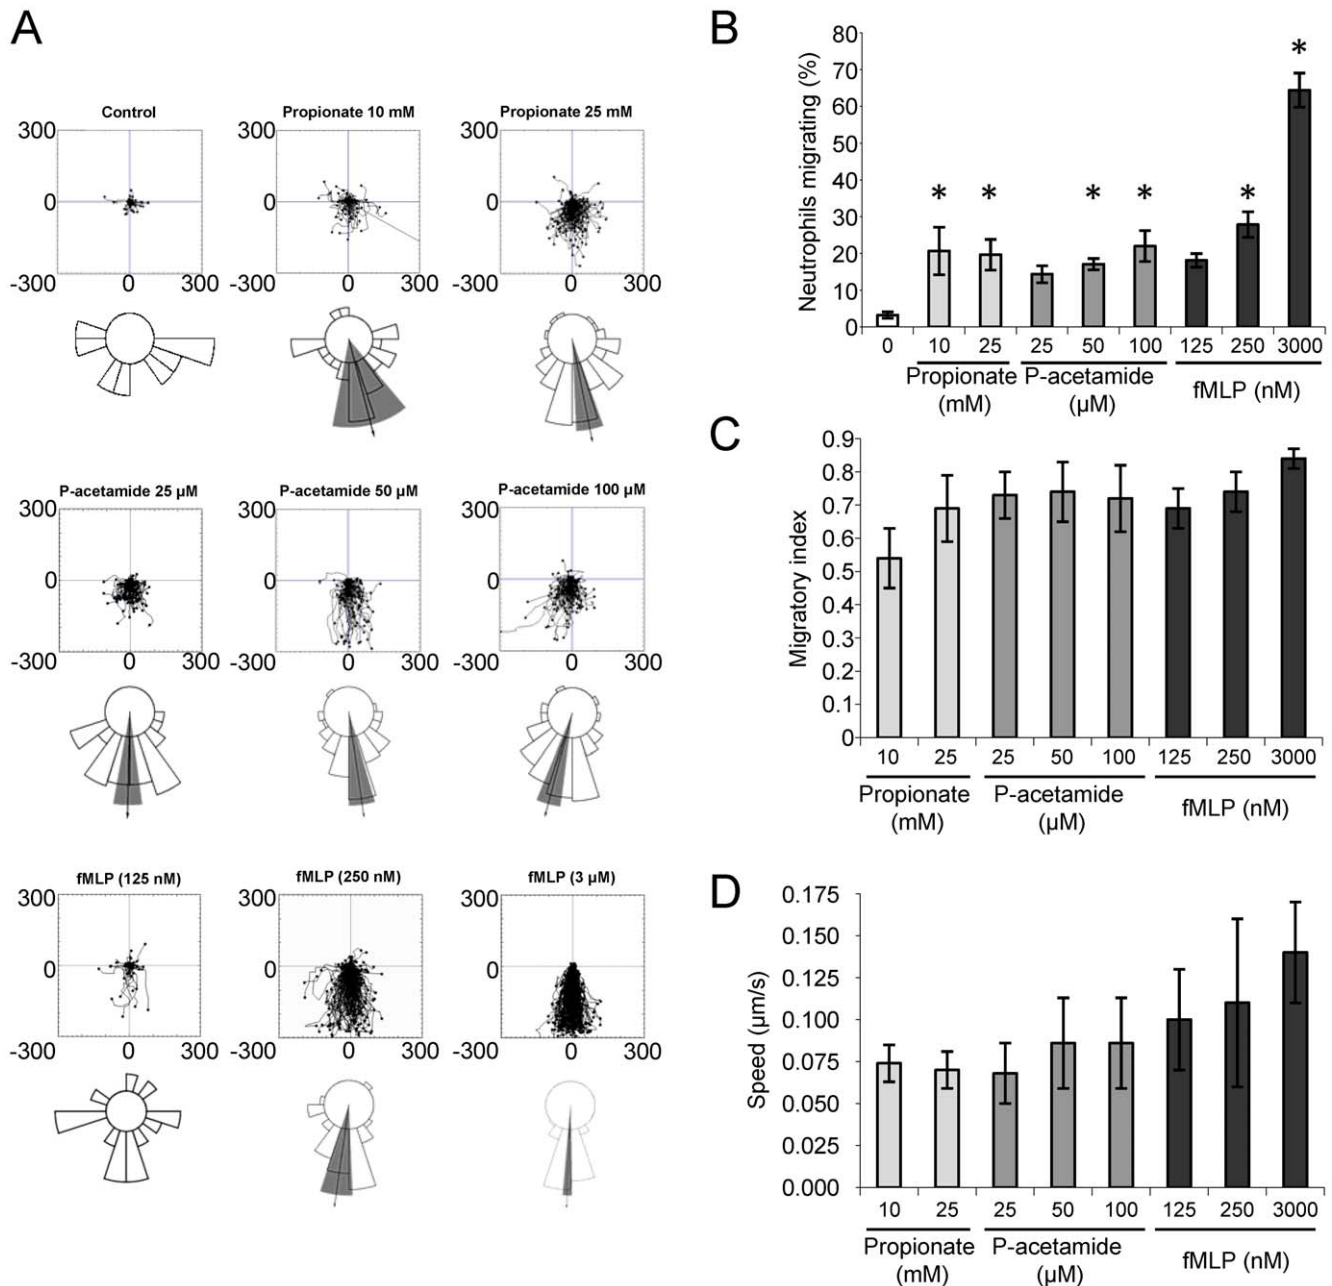 A
Control
Propionate 10 mM
Propionate 25 mM
300
300
300
0
0
0
-300 0 300
-300 0 300
-300 0 300
P-acetamide 25 µM
P-acetamide 50 µM
P-acetamide 100 µM
300
300
300
0
0
0
-300 0 300
-300 0 300
-300 0 300
fMLP (125 nM)
fMLP (250 nM)
fMLP (3 µM)
300
300
300
0
0
0
-300 0 300
-300 0 300
-300 0 300
B
Neutrophils migrating (%)
80
70
60
50
40
30
20
10
0
* * * * * *
0 10 25 25 50 100 125 250 3000
Propionate P-acetamide fMLP (nM)
(mM) (µM)
C
Migratory index
0.9
0.8
0.7
0.6
0.5
0.4
0.3
0.2
0.1
0
10 25 25 50 100 125 250 3000
Propionate P-acetamide fMLP (nM)
(mM) (µM)
D
Speed (µm/s)
0.175
0.150
0.125
0.100
0.075
0.050
0.025
0.000
10 25 25 50 100 125 250 3000
Propionate P-acetamide fMLP (nM)
(mM) (µM)